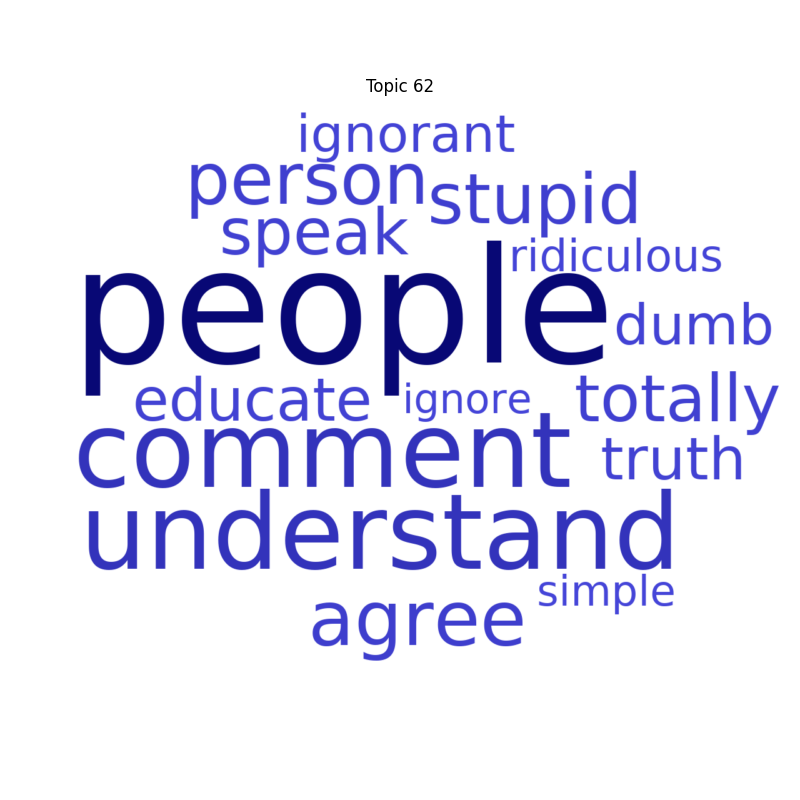 Topic 62
ignorant
person stupid
speak
ridiculous
people
dumb
educate ignore totally
comment
truth
understand
simple
agree